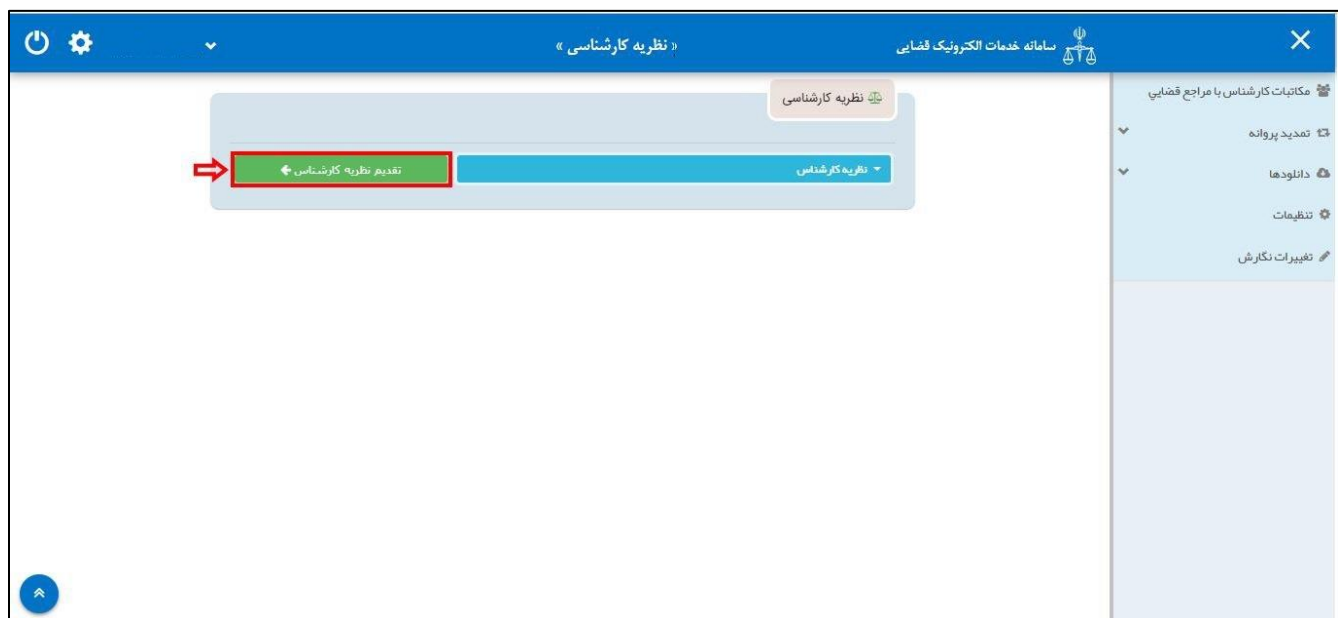 سامانه خدمات الکترونیک قضایی
« نظریه کارشناسی »
مکاتبات کارشناس با مراجع قضایي
تمدید پروانه
دانلودها
تنظیمات
تغییرات نگارش
نظریه کارشناسی
نظریه کارشناس
تقدیم نظریه کارشناس